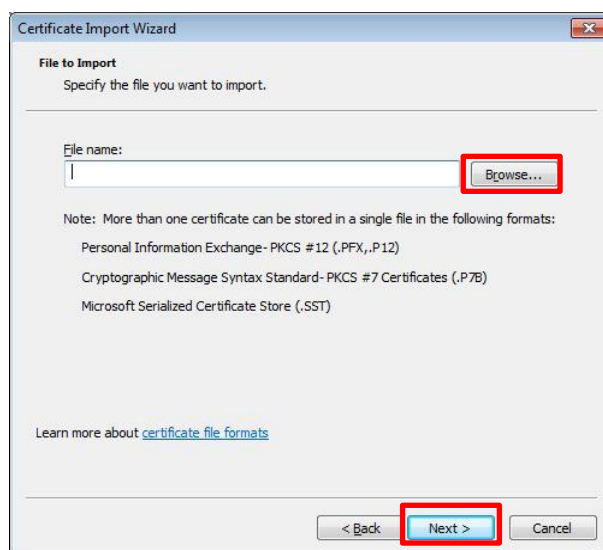 Certificate Import Wizard
File to Import
Specify the file you want to import.
File name:
Browse...
Note: More than one certificate can be stored in a single file in the following formats:
Personal Information Exchange- PKCS #12 (.PFX,.P12)
Cryptographic Message Syntax Standard- PKCS #7 Certificates (.P7B)
Microsoft Serialized Certificate Store (.SST)
Learn more about certificate file formats
< Back Next > Cancel